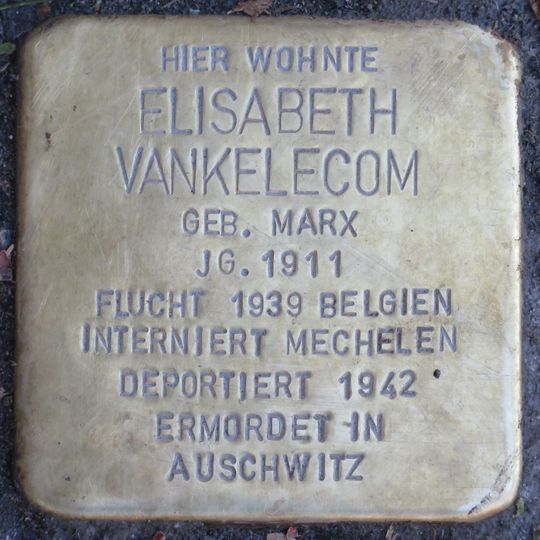 HIER WOHNTE
ELISABETH
VANKELECOM
GEB. MARX
JG. 1911
FLUCHT 1939 BELGIEN
INTERNIERT MECHELEN
DEPORTIERT 1942
ERMORDET IN
AUSCHWITZ